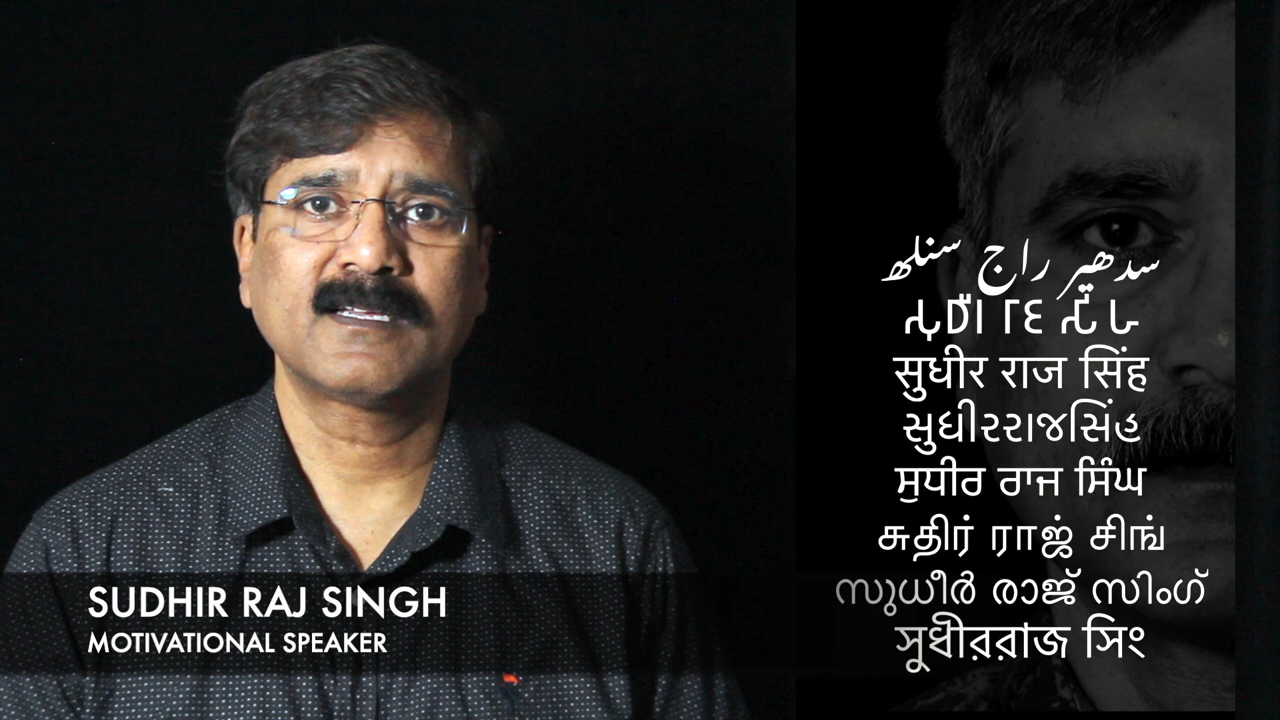 سدھیر راج سنلھ
सुधीर राज सिंह
સુધીરરાજસિંહ
ਸੁਧੀਰ ਰਾਜ ਸਿੰਘ
சுதிர் ராஜ் சிங்
സുധീർ രാജ് സിംഗ്
সুধীররাজ সিং
SUDHIR RAJ SINGH
MOTIVATIONAL SPEAKER